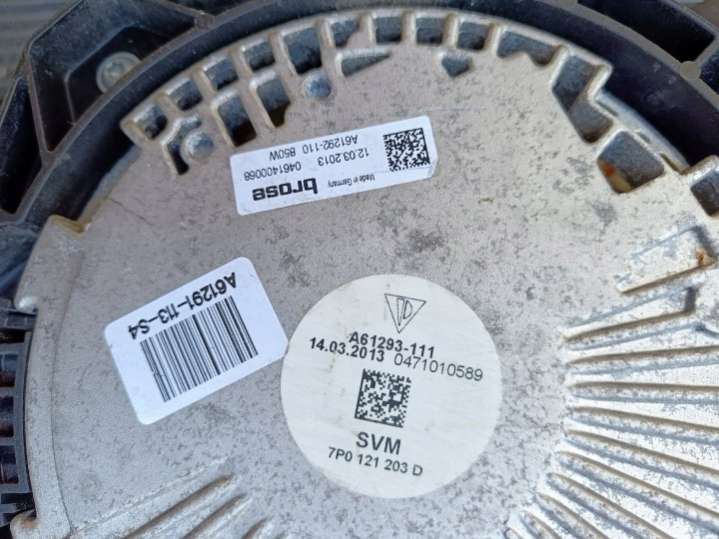 brose
Made in Germany
12.03.2013 0461400068
A61292-110 850W
A61291-113-S4
A61293-111
14.03.2013 0471010589
SVM
7P0 121 203 D